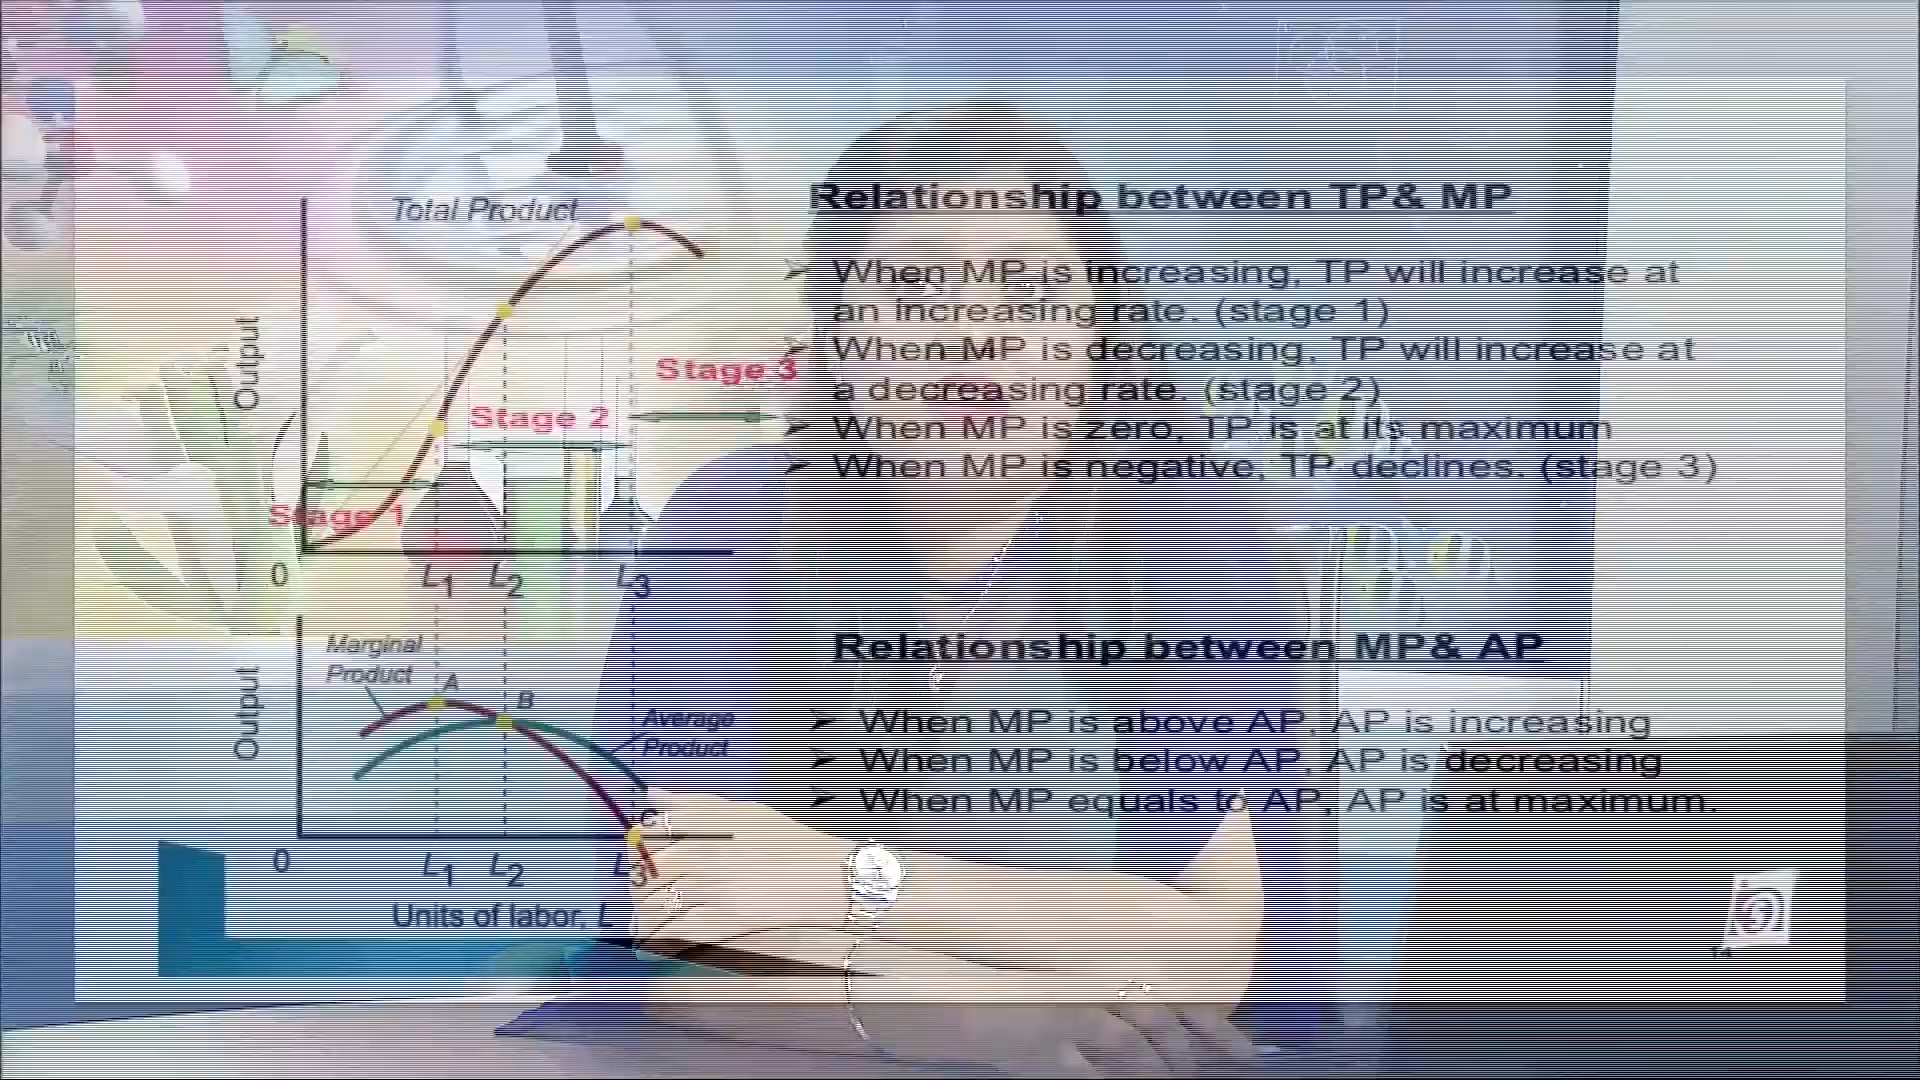 Total Product
Output
Stage 3
Stage 2
Stage 1
0
L1
L2
L3
Marginal
Product
A
B
Average
Product
C
Output
0
L1
L2
L3
Units of labor, L
Relationship between TP& MP
When MP is increasing, TP will increase at
an increasing rate. (stage 1)
When MP is decreasing, TP will increase at
a decreasing rate. (stage 2)
When MP is zero, TP is at its maximum
When MP is negative, TP declines. (stage 3)
Relationship between MP& AP
When MP is above AP, AP is increasing
When MP is below AP, AP is decreasing
When MP equals to AP, AP is at maximum.
14